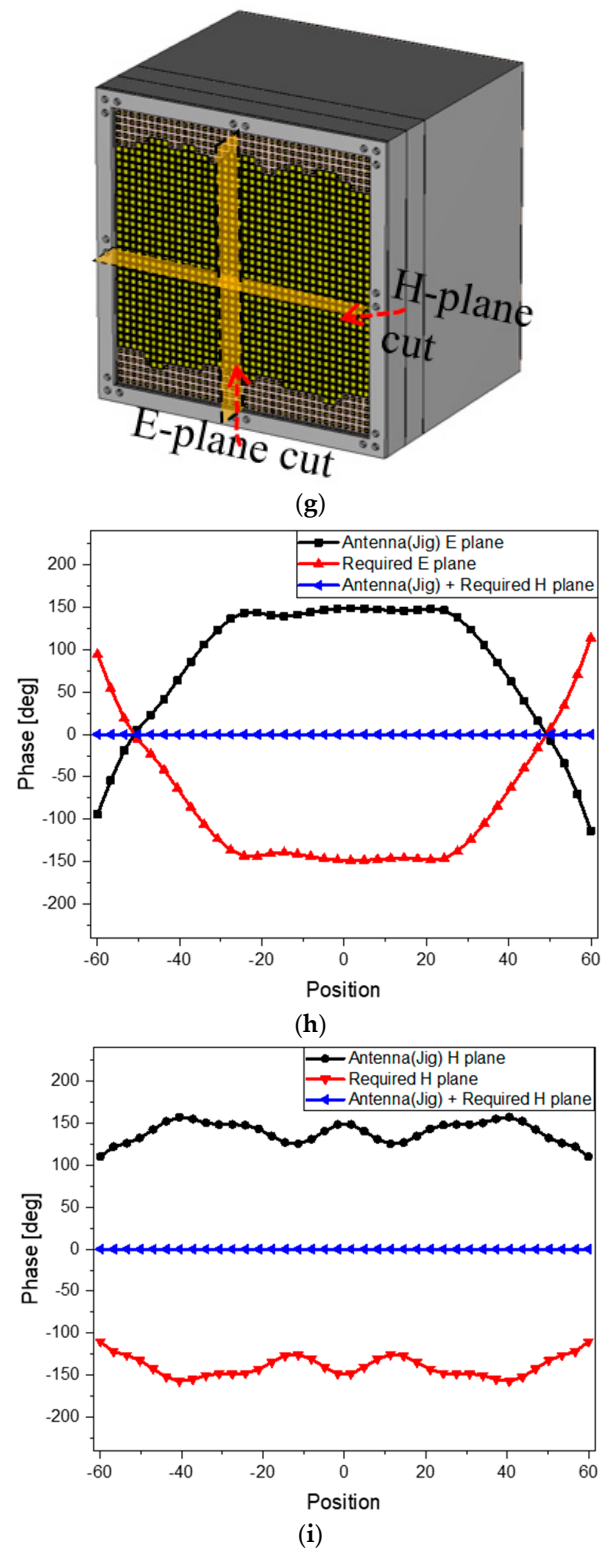 H-plane
cut
E-plane cut
(g)
Antenna(Jig) E plane
Required E plane
Antenna(Jig) + Required H plane
200
150
100
50
0
-50
-100
-150
-200
Phase [deg]
-60 -40 -20 0 20 40 60
Position
(h)
Antenna(Jig) H plane
Required H plane
Antenna(Jig) + Required H plane
200
150
100
50
0
-50
-100
-150
-200
Phase [deg]
-60 -40 -20 0 20 40 60
Position
(i)